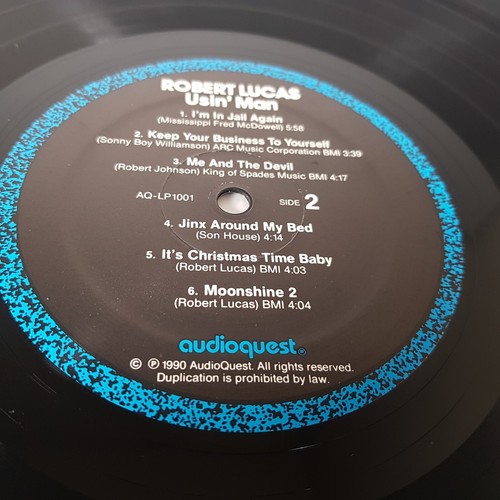 ROBERT LUCAS
Usin' Man
1. I'm In Jail Again
(Mississippi Fred McDowell) 5:58
2. Keep Your Business To Yourself
(Sonny Boy Williamson) ARC Music Corporation BMI 3:39
3. Me And The Devil
(Robert Johnson) King of Spades Music BMI 4:17
AQ-LP1001 SIDE 2
4. Jinx Around My Bed
(Son House) 4:14
5. It's Christmas Time Baby
(Robert Lucas) BMI 4:03
6. Moonshine 2
(Robert Lucas) BMI 4:04
audioquest®
© ℗ 1990 AudioQuest. All rights reserved.
Duplication is prohibited by law.